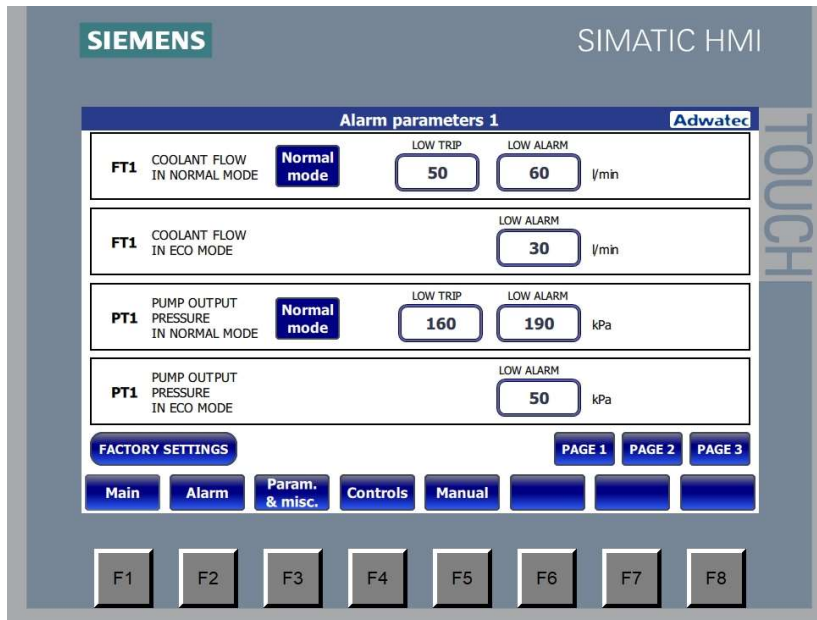 SIEMENS
SIMATIC HMI
TOUCH
Alarm parameters 1
Adwatec
LOW TRIP
LOW ALARM
FT1
COOLANT FLOW
IN NORMAL MODE
Normal
mode
50
60
l/min
LOW ALARM
FT1
COOLANT FLOW
IN ECO MODE
30
l/min
LOW TRIP
LOW ALARM
PT1
PUMP OUTPUT
PRESSURE
IN NORMAL MODE
Normal
mode
160
190
kPa
LOW ALARM
PT1
PUMP OUTPUT
PRESSURE
IN ECO MODE
50
kPa
FACTORY SETTINGS
PAGE 1
PAGE 2
PAGE 3
Main
Alarm
Param.
& misc.
Controls
Manual
F1
F2
F3
F4
F5
F6
F7
F8